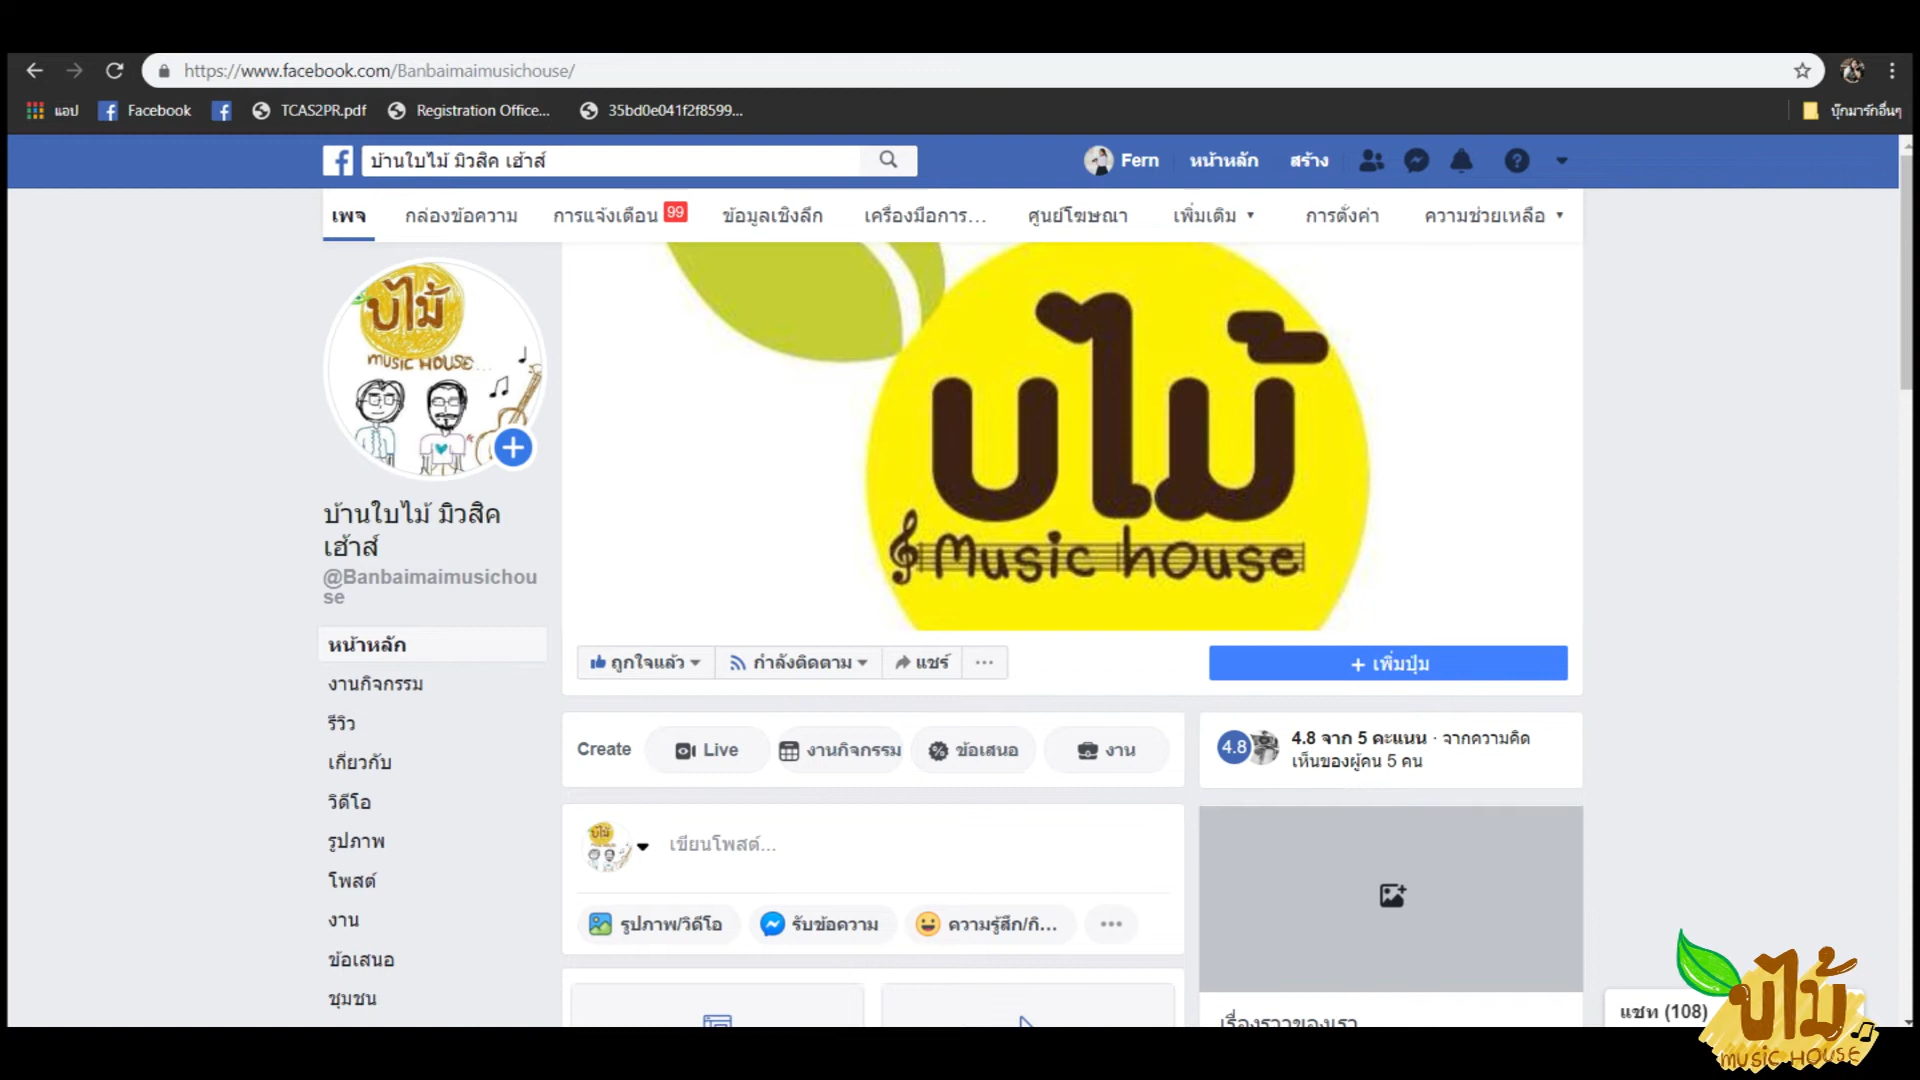 https://www.facebook.com/Banbaimaimusichouse/
แอป Facebook TCAS2PR.pdf Registration Office... 35bd0e041f2f8599... บุ๊กมาร์กอื่นๆ
บ้านใบไม้ มิวสิค เฮ้าส์ Fern หน้าหลัก สร้าง
เพจ กล่องข้อความ การแจ้งเตือน 99 ข้อมูลเชิงลึก เครื่องมือการ... ศูนย์โฆษณา เพิ่มเติม การตั้งค่า ความช่วยเหลือ
บไม้
MUSIC HOUSE...
บไม้
Music house
บ้านใบไม้ มิวสิค
เฮ้าส์
@Banbaimaimusichou
se
หน้าหลัก
งานกิจกรรม
รีวิว
เกี่ยวกับ
วิดีโอ
รูปภาพ
โพสต์
งาน
ข้อเสนอ
ชุมชน
ถูกใจแล้ว กำลังติดตาม แชร์ ... + เพิ่มปุ่ม
Create Live งานกิจกรรม ข้อเสนอ งาน
4.8 4.8 จาก 5 คะแนน · จากความคิด
เห็นของผู้คน 5 คน
บไม้
เขียนโพสต์...
รูปภาพ/วิดีโอ รับข้อความ ความรู้สึก/กิ... ...
เรื่องราวของเรา
แชท (108)
บไม้
MUSIC HOUSE